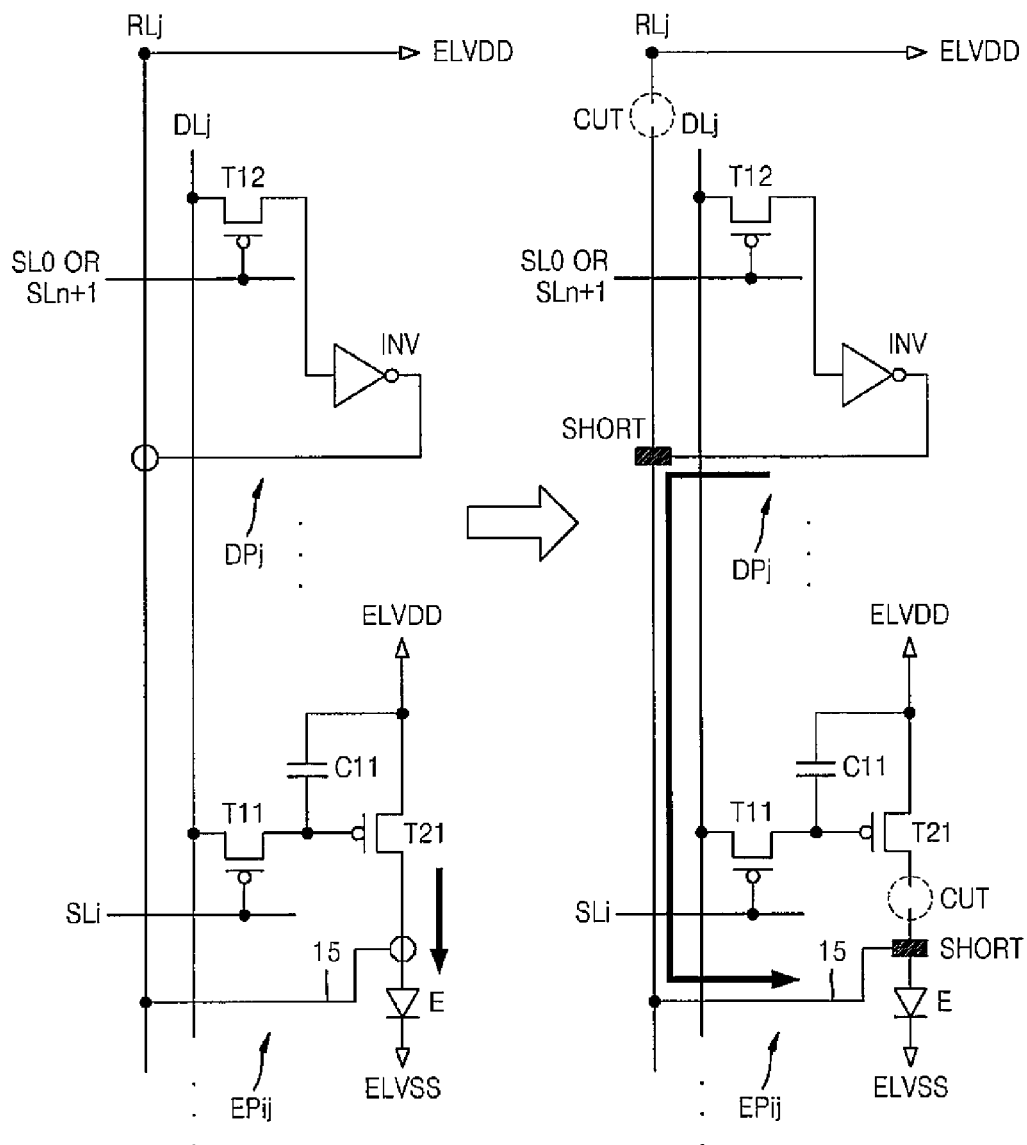 RLj
ELVDD
DLj
T12
SL0 OR
SLn+1
INV
DPj
ELVDD
C11
T11
T21
SLi
15
E
EPij
ELVSS
RLj
ELVDD
CUT
DLj
T12
SL0 OR
SLn+1
INV
SHORT
DPj
ELVDD
C11
T11
T21
SLi
CUT
15
SHORT
E
EPij
ELVSS